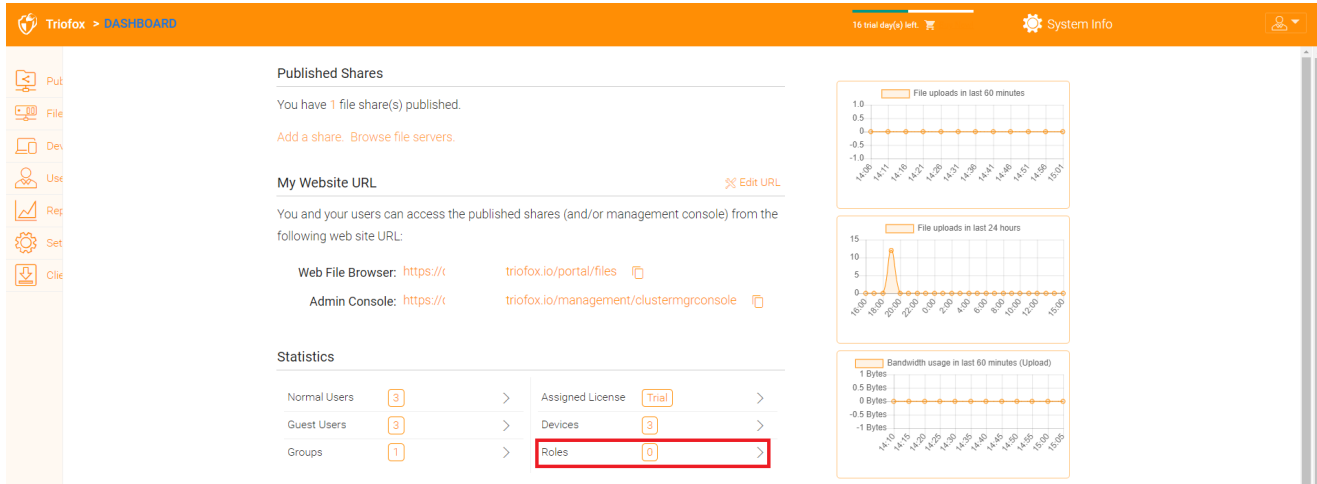 Triofox > DASHBOARD
16 trial day(s) left.
System Info
Pub
File
Dev
Use
Rep
Set
Clie
Published Shares
You have 1 file share(s) published.
Add a share. Browse file servers.
My Website URL
Edit URL
You and your users can access the published shares (and/or management console) from the
following web site URL:
Web File Browser: https:// triofox.io/portal/files
Admin Console: https:// triofox.io/management/clustermgrconsole
Statistics
Normal Users 3
Assigned License Trial
Guest Users 3
Devices 3
Groups 1
Roles 0
File uploads in last 60 minutes
1.0
0.5
0
-0.5
-1.0
14:06 14:11 14:16 14:21 14:26 14:31 14:36 14:41 14:46 14:51 14:56 15:01
File uploads in last 24 hours
15
10
5
0
16:00 18:00 20:00 22:00 0:00 2:00 4:00 6:00 8:00 10:00 12:00 15:00
Bandwidth usage in last 60 minutes (Upload)
1 Bytes
0.5 Bytes
0 Bytes
-0.5 Bytes
-1 Bytes
14:10 14:15 14:20 14:25 14:30 14:35 14:40 14:45 14:50 14:55 15:00 15:05